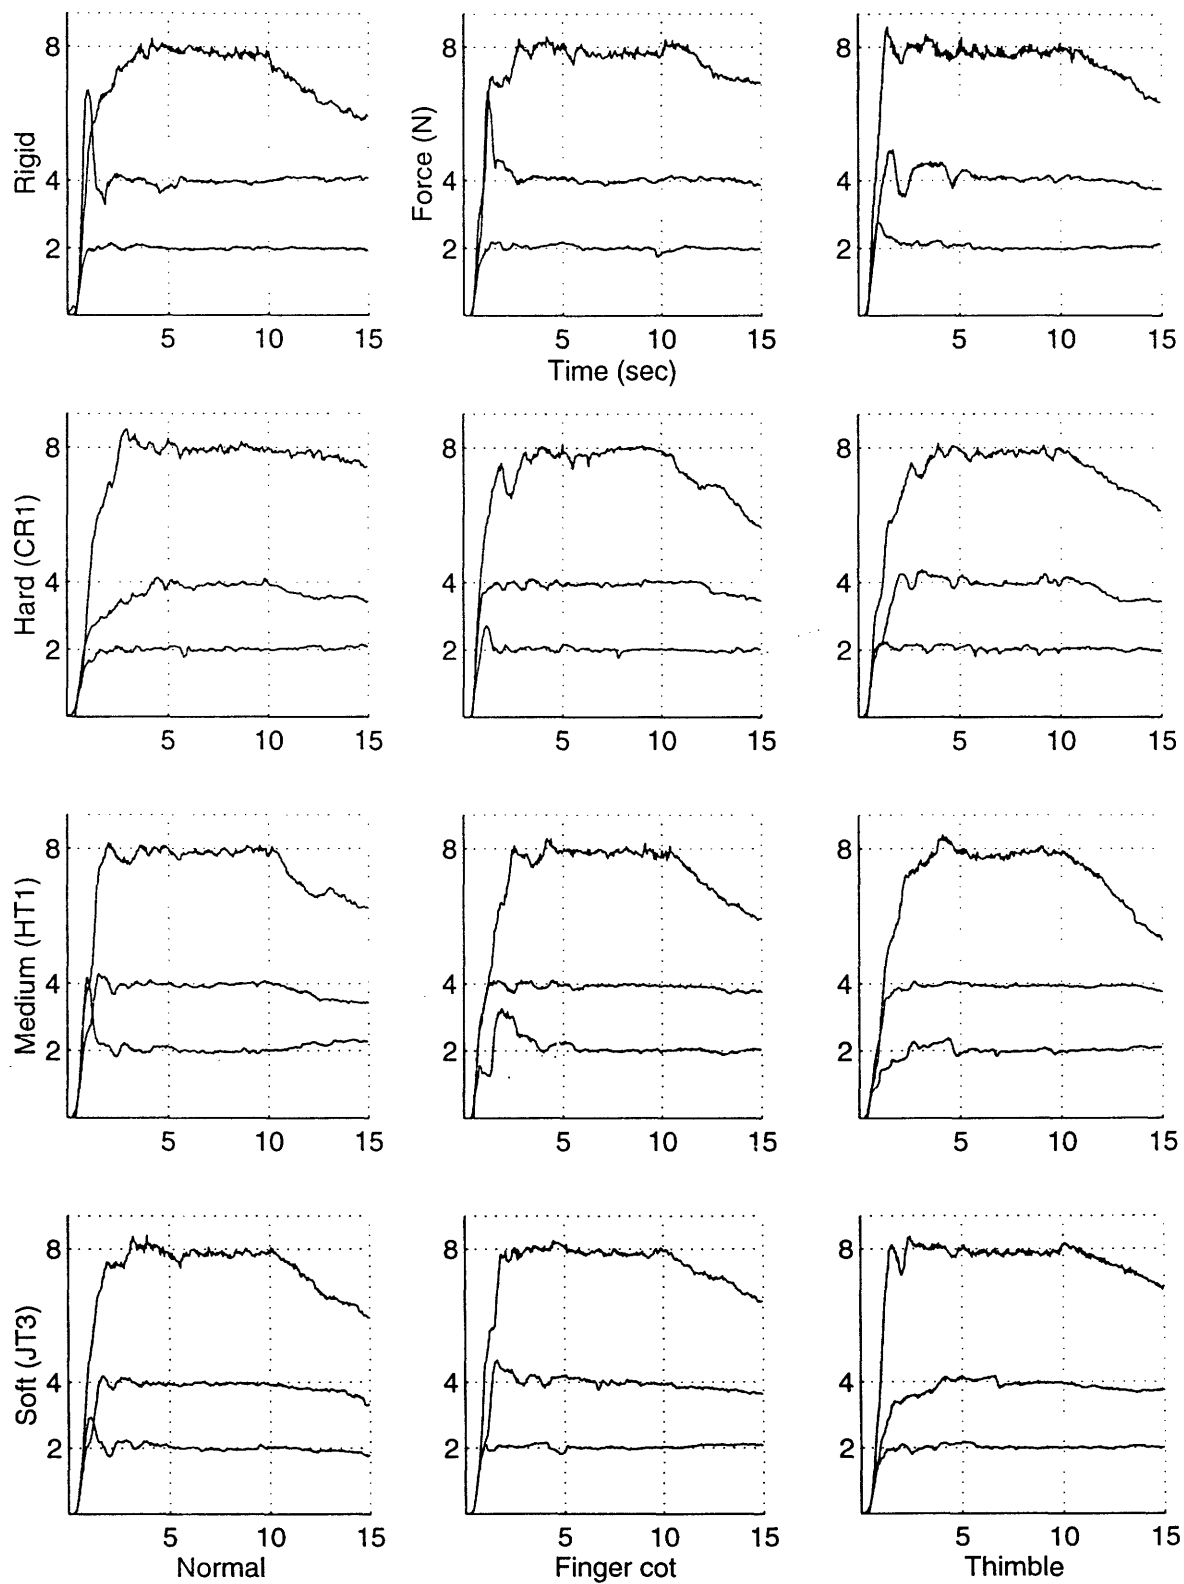 8 8 8
Rigid 4 Force (N) 4 4
2 2 2
5 10 15 5 10 15 5 10 15
Time (sec)
8 8 8
Hard (CR1) 4 4 4
2 2 2
5 10 15 5 10 15 5 10 15
8 8 8
Medium (HT1) 4 4 4
2 2 2
5 10 15 5 10 15 5 10 15
8 8 8
Soft (JT3) 4 4 4
2 2 2
5 10 15 5 10 15 5 10 15
Normal Finger cot Thimble